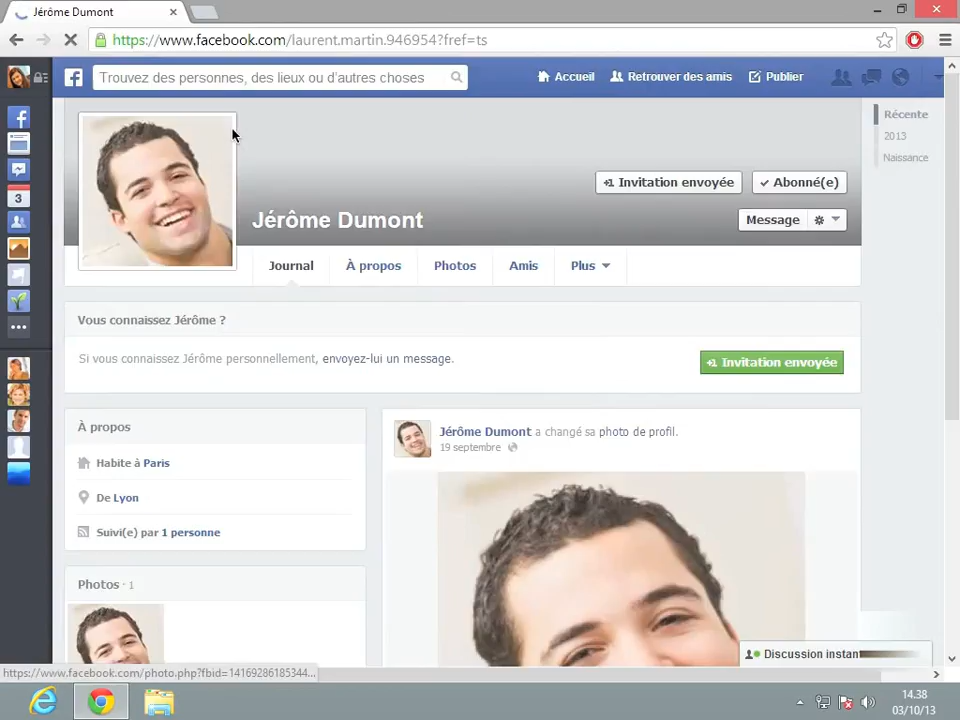 Jérôme Dumont
https://www.facebook.com/laurent.martin.946954?fref=ts
Trouvez des personnes, des lieux ou d'autres choses
Accueil
Retrouver des amis
Publier
Récente
2013
Naissance
3
+1 Invitation envoyée
Abonné(e)
Jérôme Dumont
Message
Journal
À propos
Photos
Amis
Plus
Vous connaissez Jérôme ?
Si vous connaissez Jérôme personnellement, envoyez-lui un message.
+1 Invitation envoyée
À propos
Habite à Paris
De Lyon
Suivi(e) par 1 personne
Jérôme Dumont a changé sa photo de profil.
19 septembre
Photos · 1
Discussion instan
https://www.facebook.com/photo.php?fbid=14169286185344...
14.38
03/10/13